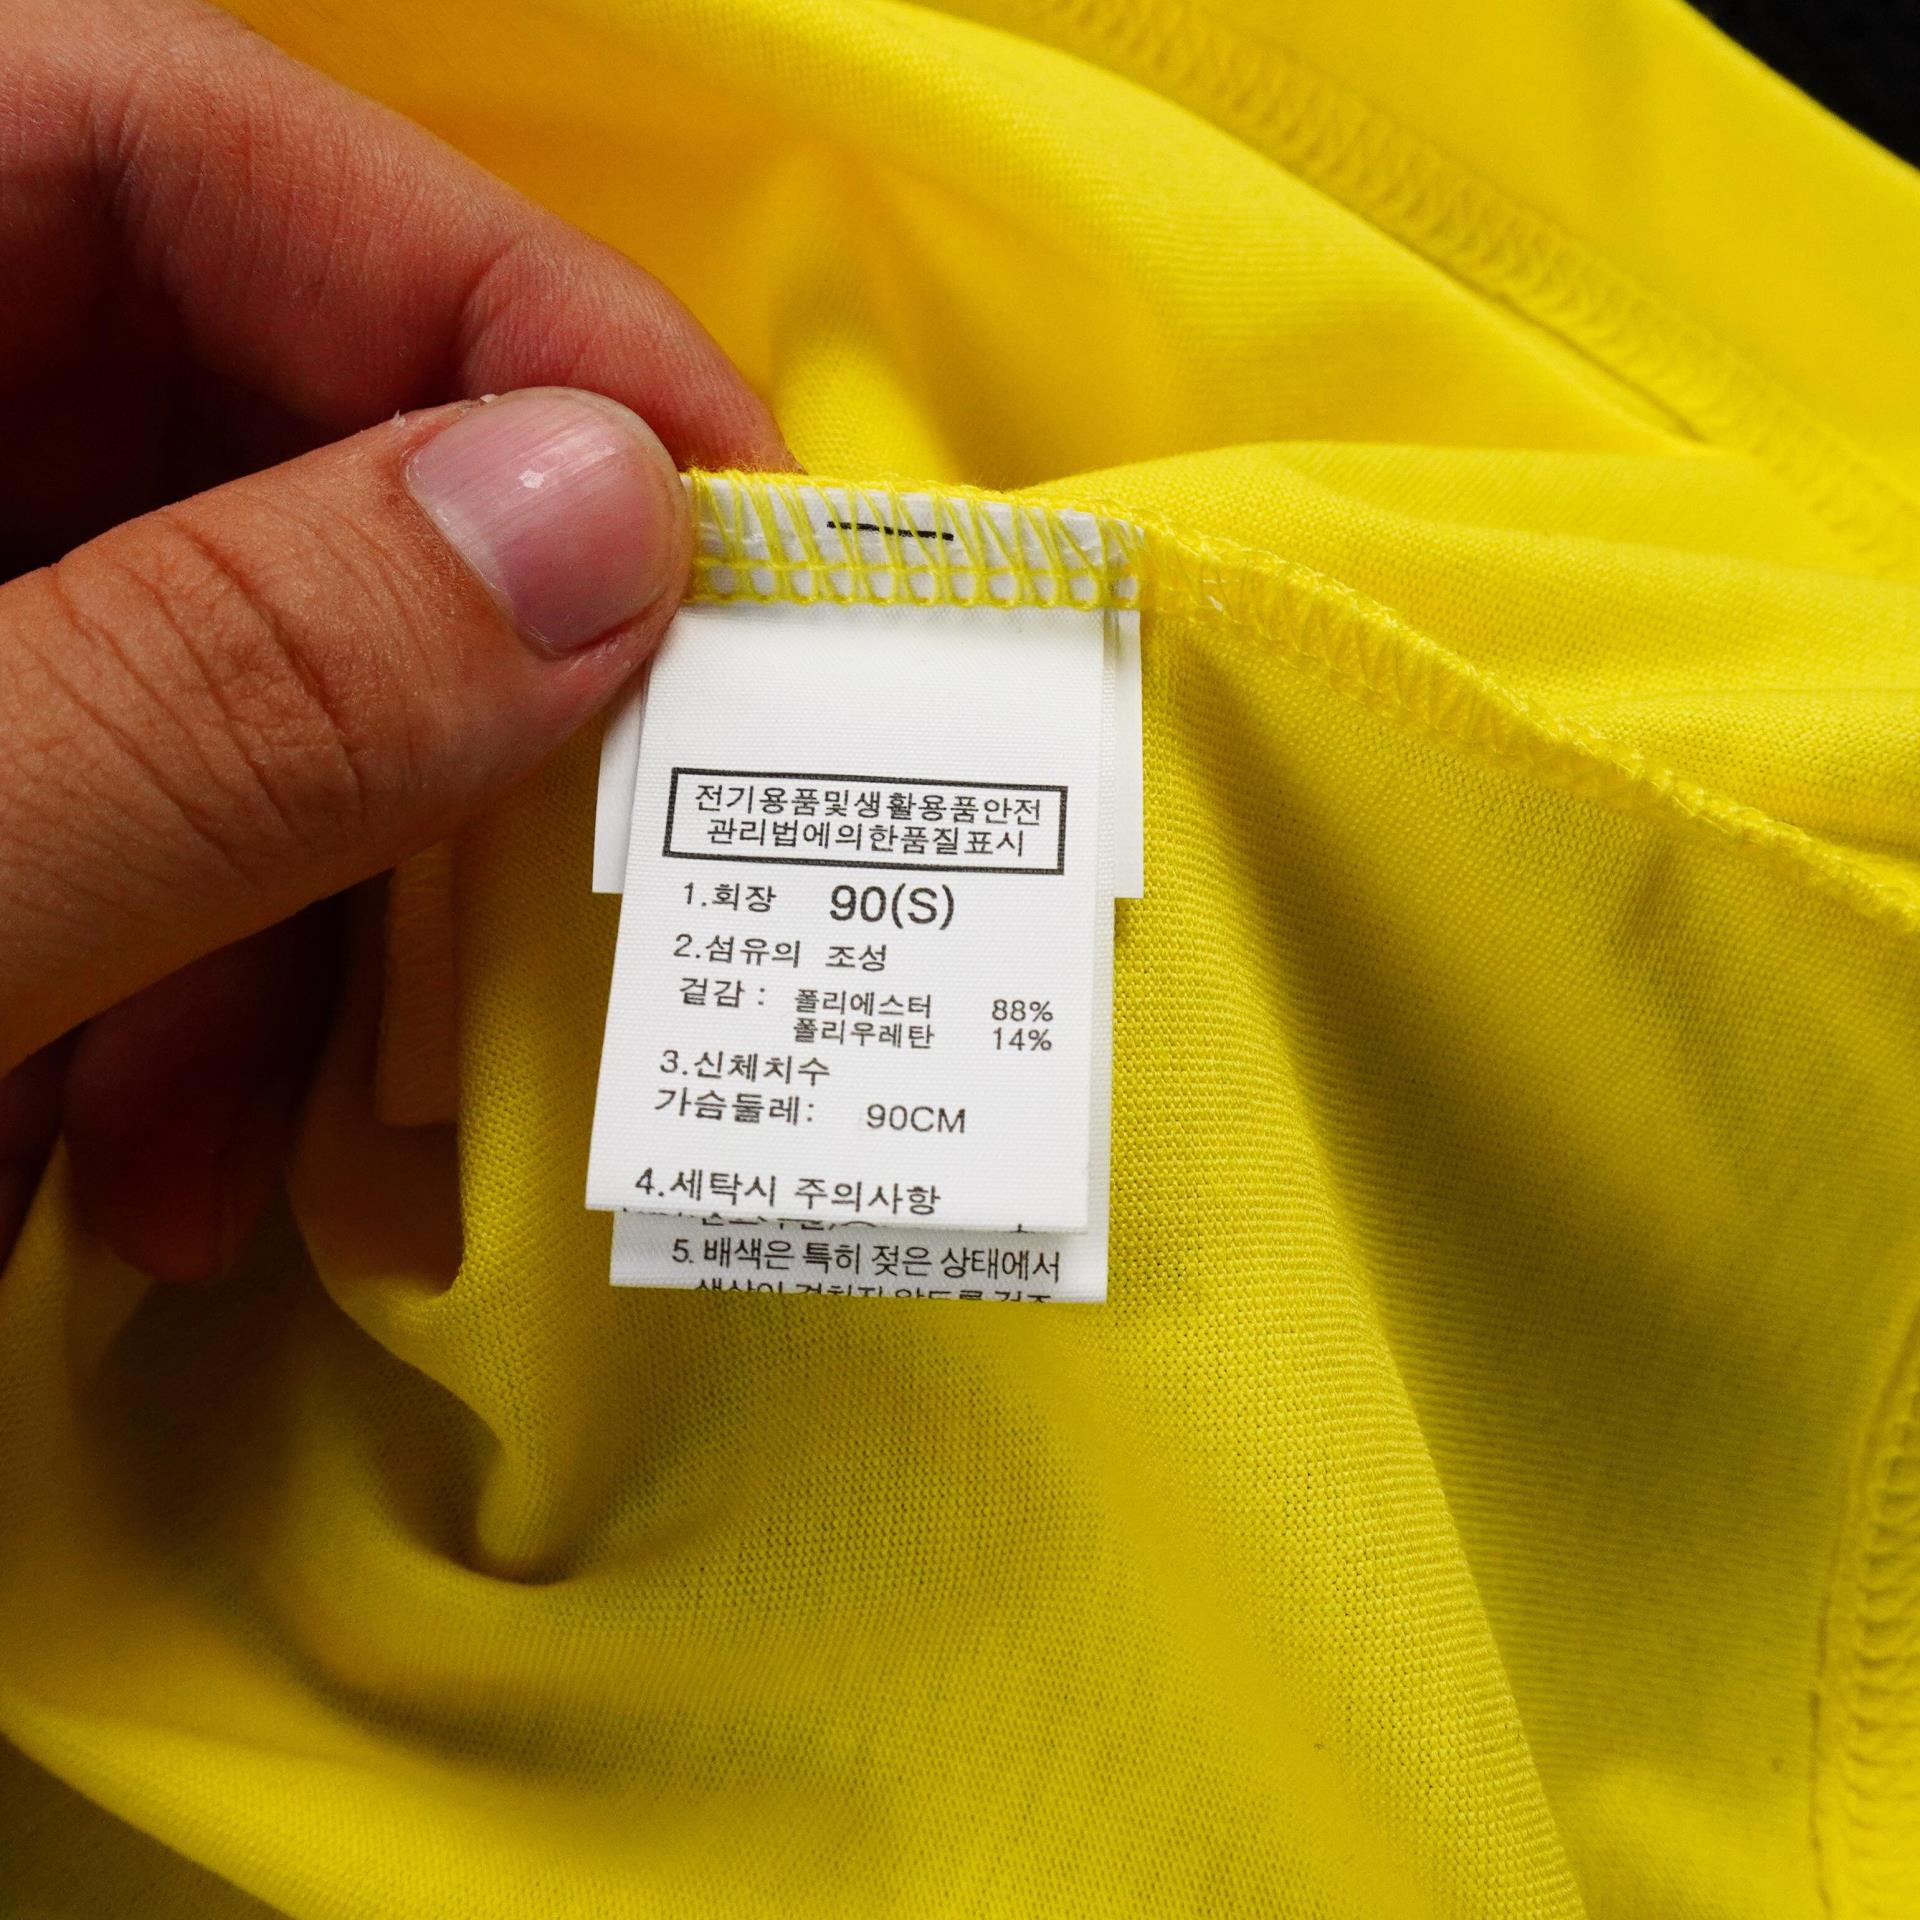 전기용품및생활용품안전
관리법에의한품질표시
1.회장 90(S)
2.섬유의 조성
겉감 : 폴리에스터 88%
폴리우레탄 14%
3.신체치수
가슴둘레: 90CM
4.세탁시 주의사항
5. 배색은 특히 젖은 상태에서